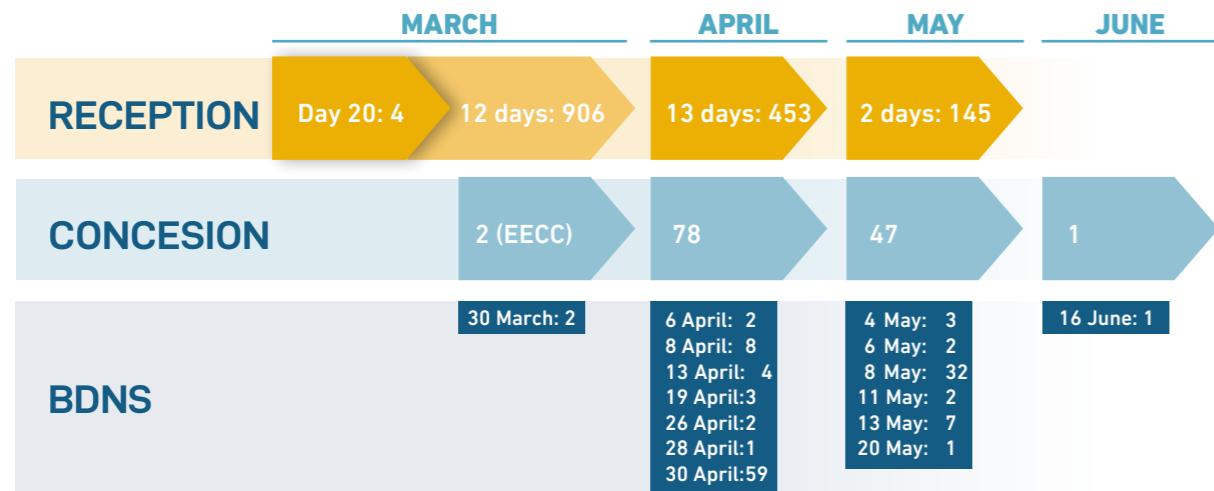 MARCH APRIL MAY JUNE
RECEPTION Day 20: 4 12 days: 906 13 days: 453 2 days: 145
CONCESION 2 (EECC) 78 47 1
BDNS
30 March: 2
6 April: 2
8 April: 8
13 April: 4
19 April:3
26 April:2
28 April:1
30 April:59
4 May: 3
6 May: 2
8 May: 32
11 May: 2
13 May: 7
20 May: 1
16 June: 1